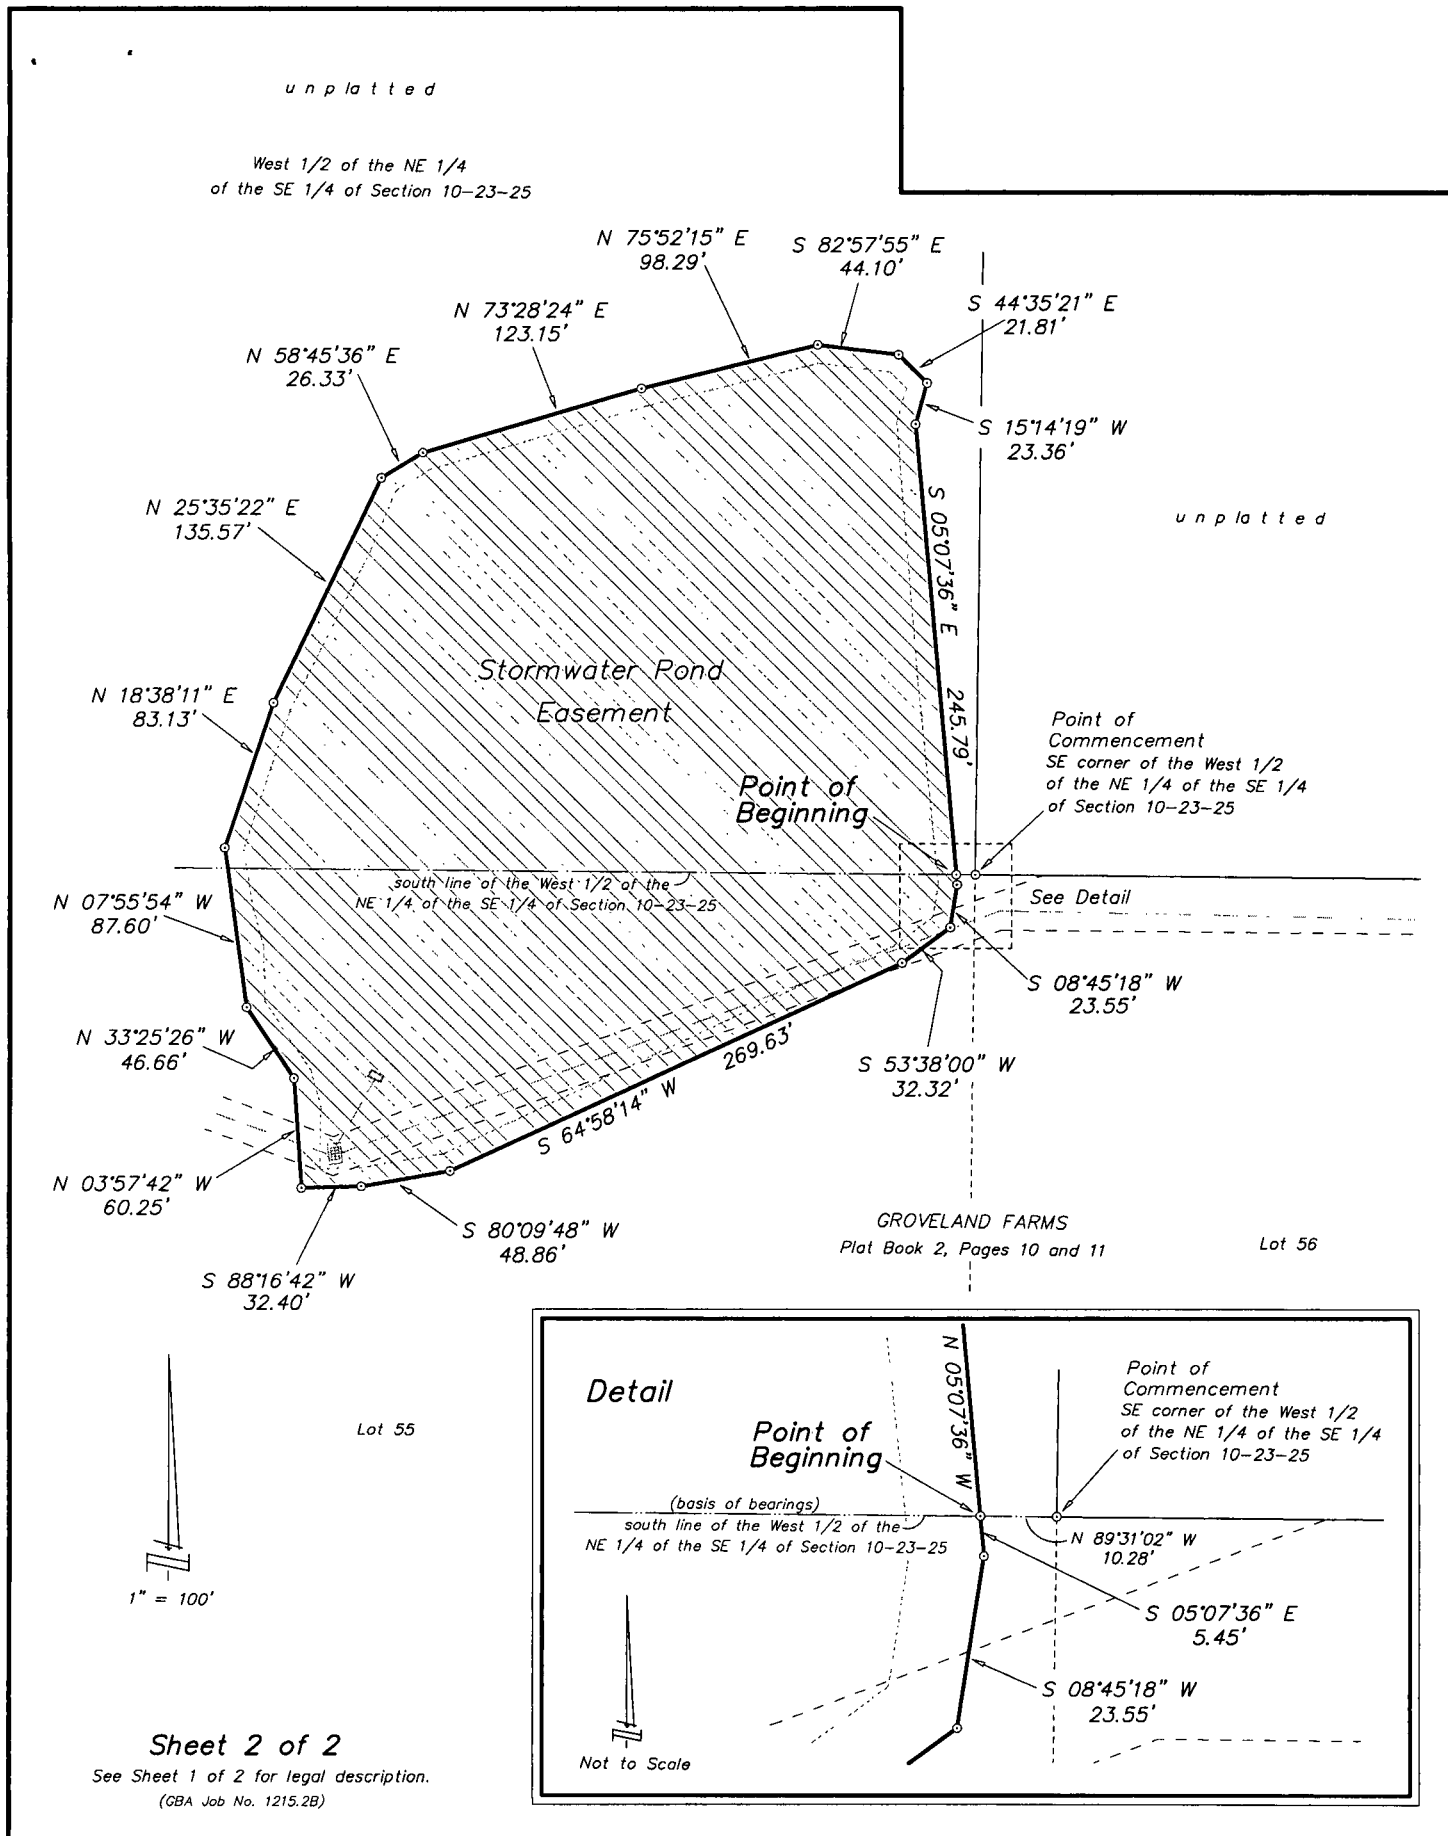 unplatted
West 1/2 of the NE 1/4
of the SE 1/4 of Section 10-23-25
N 75°52'15" E
98.29'
S 82°57'55" E
44.10'
N 73°28'24" E
123.15'
S 44°35'21" E
21.81'
N 58°45'36" E
26.33'
S 15°14'19" W
23.36'
N 25°35'22" E
135.57'
S 05°07'36" E 245.79'
unplatted
Stormwater Pond
Easement
N 18°38'11" E
83.13'
Point of
Commencement
SE corner of the West 1/2
of the NE 1/4 of the SE 1/4
of Section 10-23-25
Point of
Beginning
south line of the West 1/2 of the
NE 1/4 of the SE 1/4 of Section 10-23-25
See Detail
N 07°55'54" W
87.60'
S 08°45'18" W
23.55'
N 33°25'26" W
46.66'
S 53°38'00" W
32.32'
S 64°58'14" W 269.63'
N 03°57'42" W
60.25'
S 80°09'48" W
48.86'
S 88°16'42" W
32.40'
GROVELAND FARMS
Plat Book 2, Pages 10 and 11
Lot 56
Lot 55
1" = 100'
Detail
N 05°07'36" W
Point of
Commencement
SE corner of the West 1/2
of the NE 1/4 of the SE 1/4
of Section 10-23-25
Point of
Beginning
(basis of bearings)
south line of the West 1/2 of the
NE 1/4 of the SE 1/4 of Section 10-23-25
N 89°31'02" W
10.28'
S 05°07'36" E
5.45'
S 08°45'18" W
23.55'
Not to Scale
Sheet 2 of 2
See Sheet 1 of 2 for legal description.
(GBA Job No. 1215.2B)